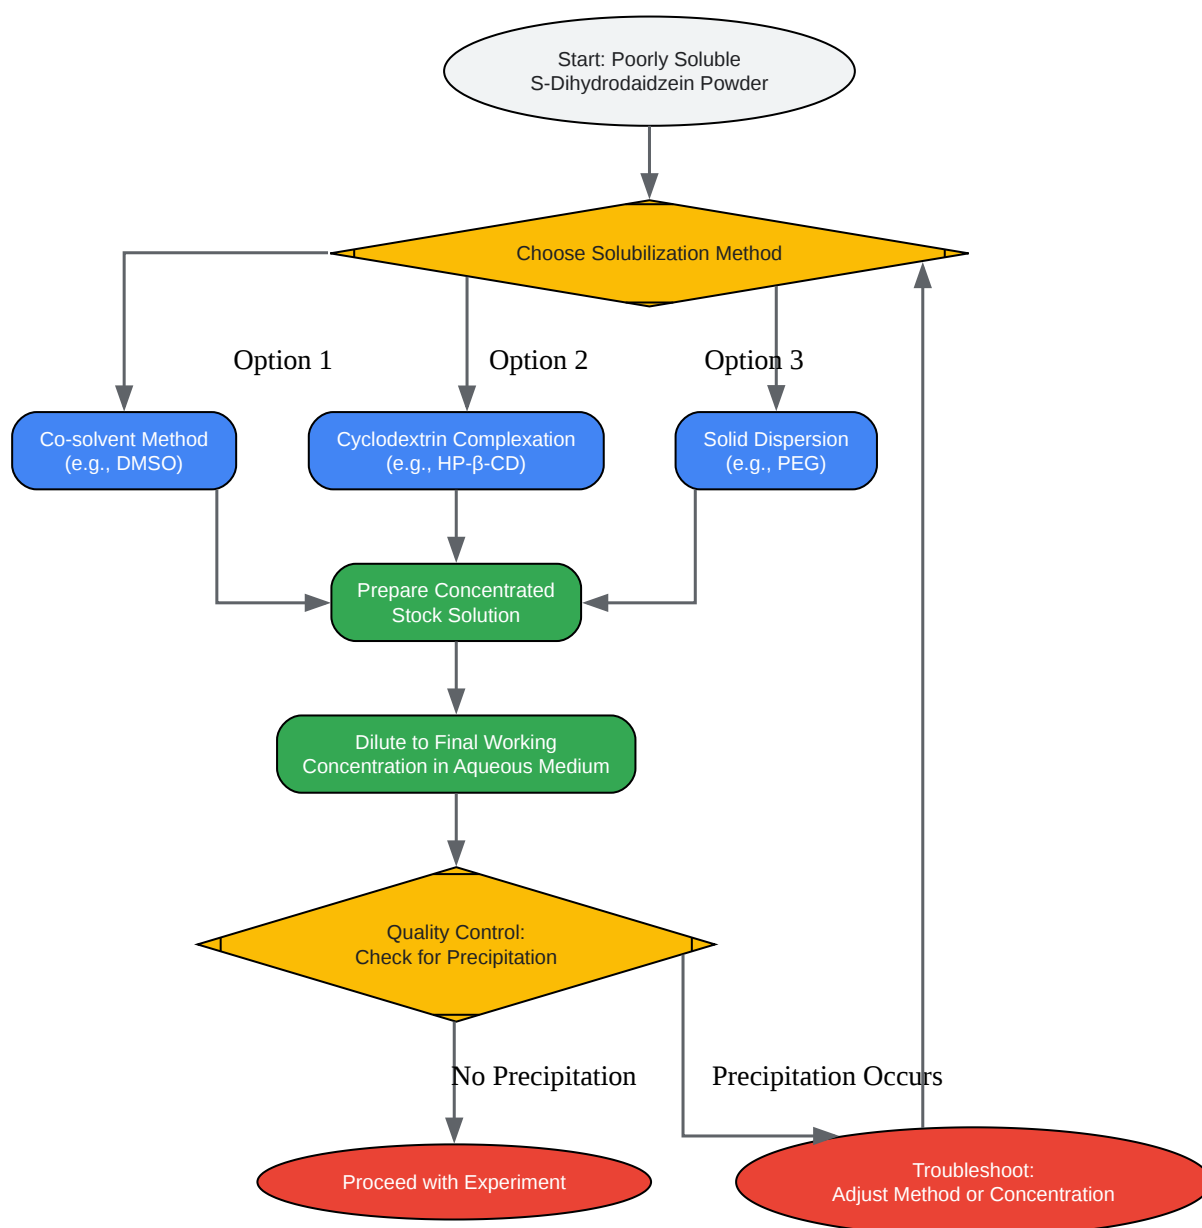 Start: Poorly Soluble
S-Dihydrodaidzein Powder
Choose Solubilization Method
Option 1
Option 2
Option 3
Co-solvent Method
(e.g., DMSO)
Cyclodextrin Complexation
(e.g., HP-β-CD)
Solid Dispersion
(e.g., PEG)
Prepare Concentrated
Stock Solution
Dilute to Final Working
Concentration in Aqueous Medium
Quality Control:
Check for Precipitation
No Precipitation
Precipitation Occurs
Proceed with Experiment
Troubleshoot:
Adjust Method or Concentration